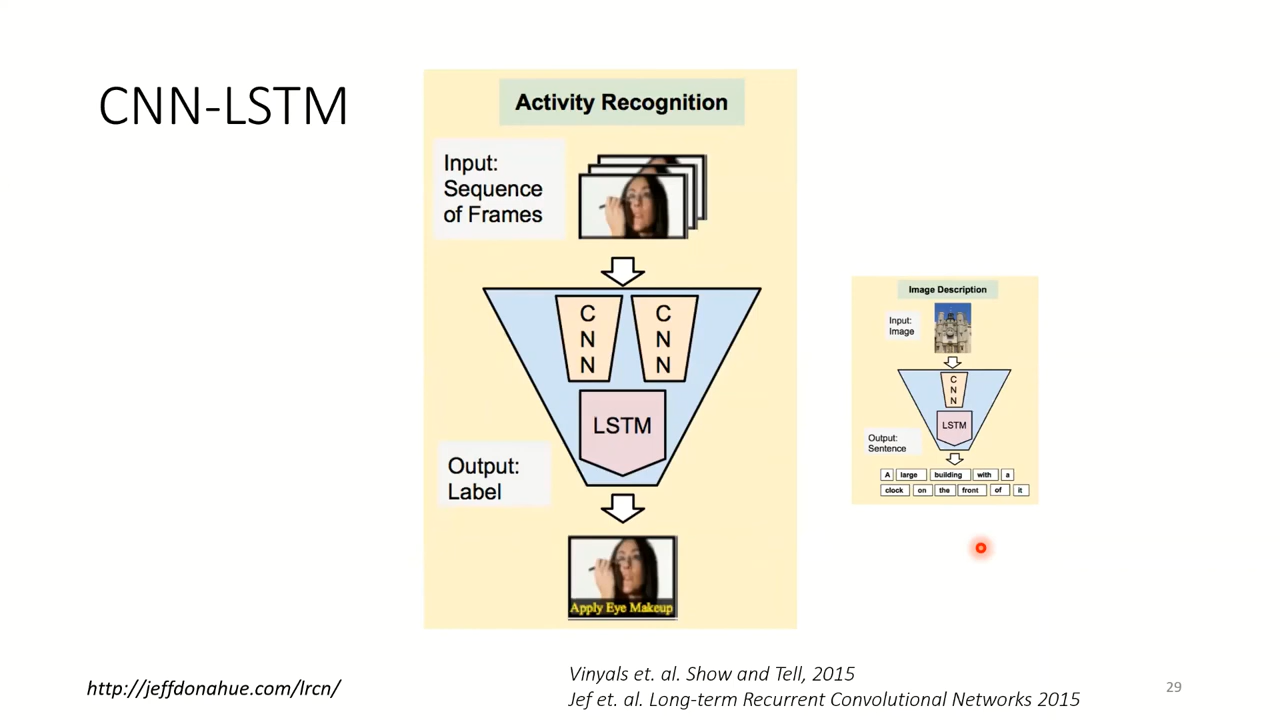 CNN-LSTM
Activity Recognition
Input:
Sequence
of Frames
C
N
N
C
N
N
LSTM
Output:
Label
Apply Eye Makeup
Image Description
Input:
Image
C
N
N
LSTM
Output:
Sentence
A large building with a
clock on the front of it
http://jeffdonahue.com/lrcn/
Vinyals et. al. Show and Tell, 2015
Jef et. al. Long-term Recurrent Convolutional Networks 2015
29